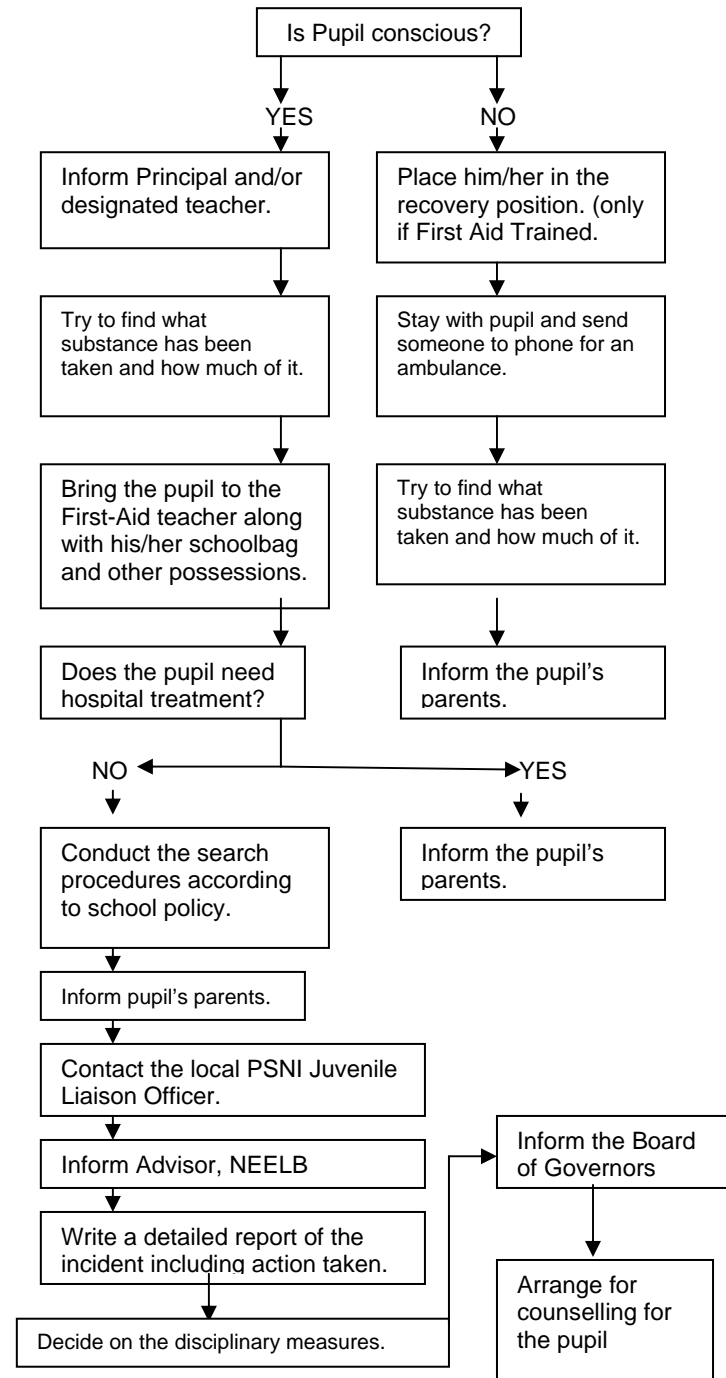 Is Pupil conscious?
YES
NO
Inform Principal and/or
designated teacher.
Place him/her in the
recovery position. (only
if First Aid Trained.
Try to find what
substance has been
taken and how much of it.
Stay with pupil and send
someone to phone for an
ambulance.
Bring the pupil to the
First-Aid teacher along
with his/her schoolbag
and other possessions.
Try to find what
substance has been
taken and how much of it.
Does the pupil need
hospital treatment?
Inform the pupil's
parents.
NO
YES
Conduct the search
procedures according
to school policy.
Inform the pupil's
parents.
Inform pupil's parents.
Contact the local PSNI Juvenile
Liaison Officer.
Inform Advisor, NEELB
Write a detailed report of the
incident including action taken.
Decide on the disciplinary measures.
Inform the Board
of Governors
Arrange for
counselling for
the pupil